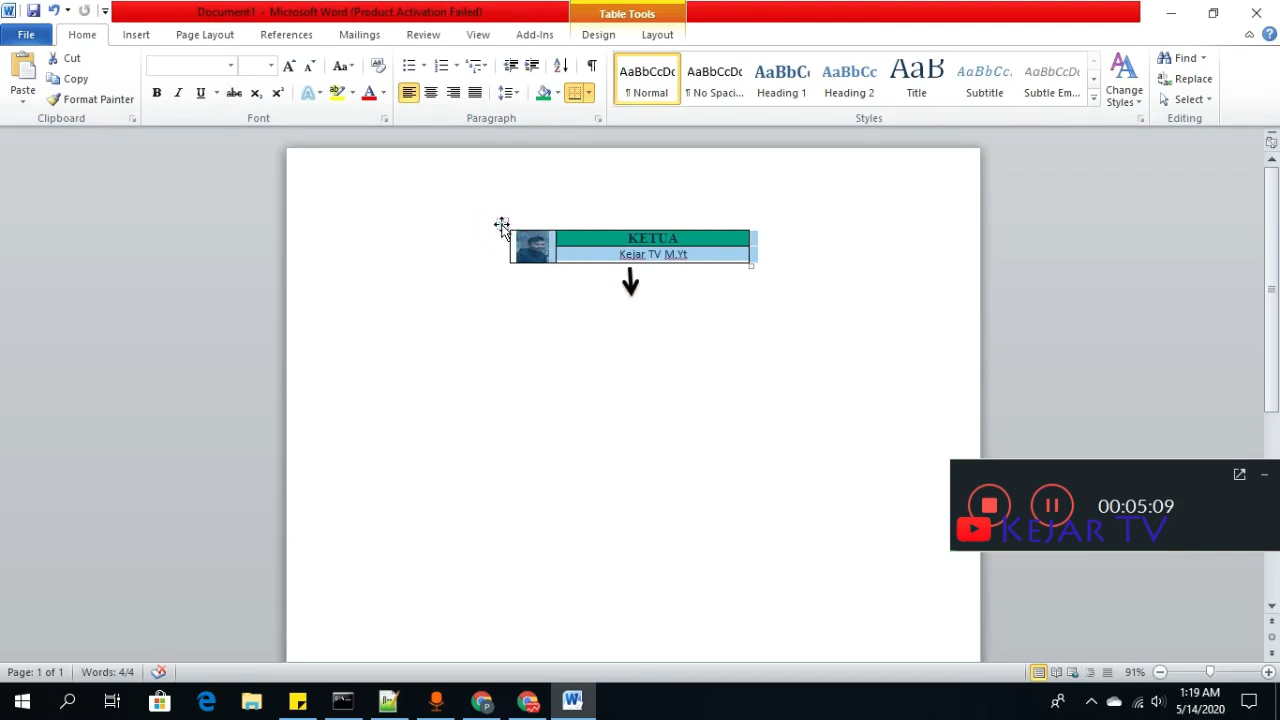 Document1 - Microsoft Word (Product Activation Failed)
Table Tools
File
Home
Insert
Page Layout
References
Mailings
Review
View
Add-Ins
Design
Layout
Paste
Cut
Copy
Format Painter
Clipboard
Font
Paragraph
AaBbCcDc
¶ Normal
AaBbCcDc
¶ No Spaci...
AaBbCc
Heading 1
AaBbCc
Heading 2
AaB
Title
AaBbCc.
Subtitle
AaBbCcDc
Subtle Em...
Change
Styles
Styles
Find
Replace
Select
Editing
KETUA
Kejar TV M.Yt
00:05:09
KEJAR TV
Page: 1 of 1
Words: 4/4
91%
1:19 AM
5/14/2020